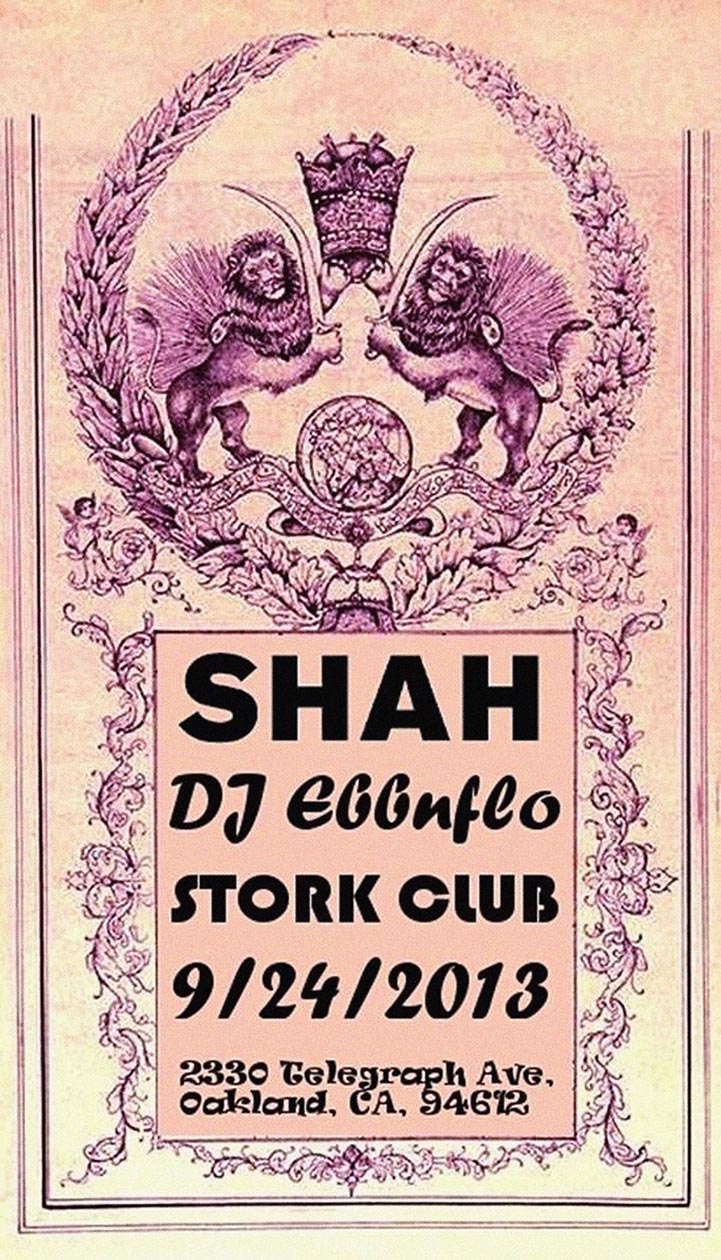 SHAH
DJ Ebbnflo
STORK CLUB
9/24/2013
2330 Telegraph Ave,
Oakland, CA, 94612